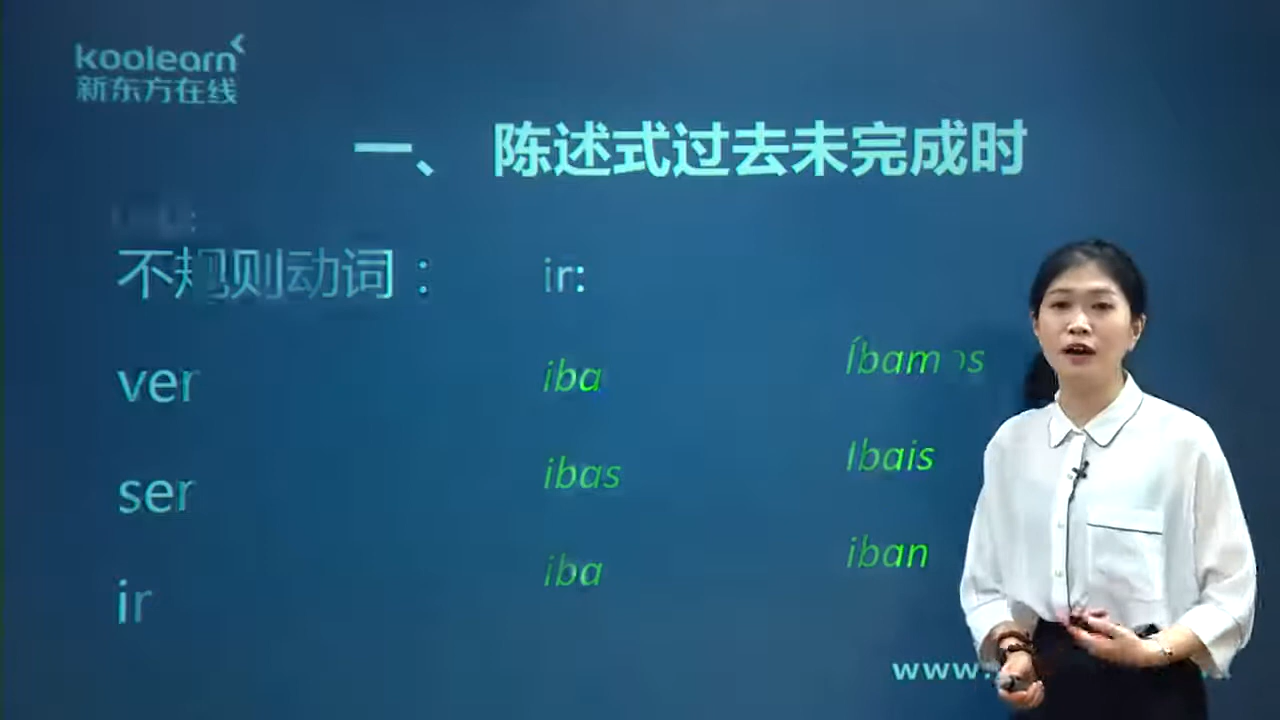 koolearn
新东方在线
一、 陈述式过去未完成时
不规则动词：
ir:
ver
iba
Íbamos
ser
ibas
Ibais
ir
iba
iban
www.